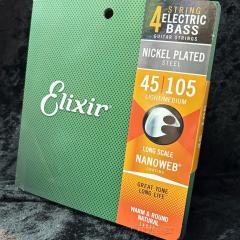 4 STRING
ELECTRIC
BASS
GUITAR STRINGS
NICKEL PLATED
STEEL
45 105
LIGHT/MEDIUM
Elixir
LONG SCALE
NANOWEB®
COATING
GREAT TONE
LONG LIFE
WARM & ROUND
NATURAL